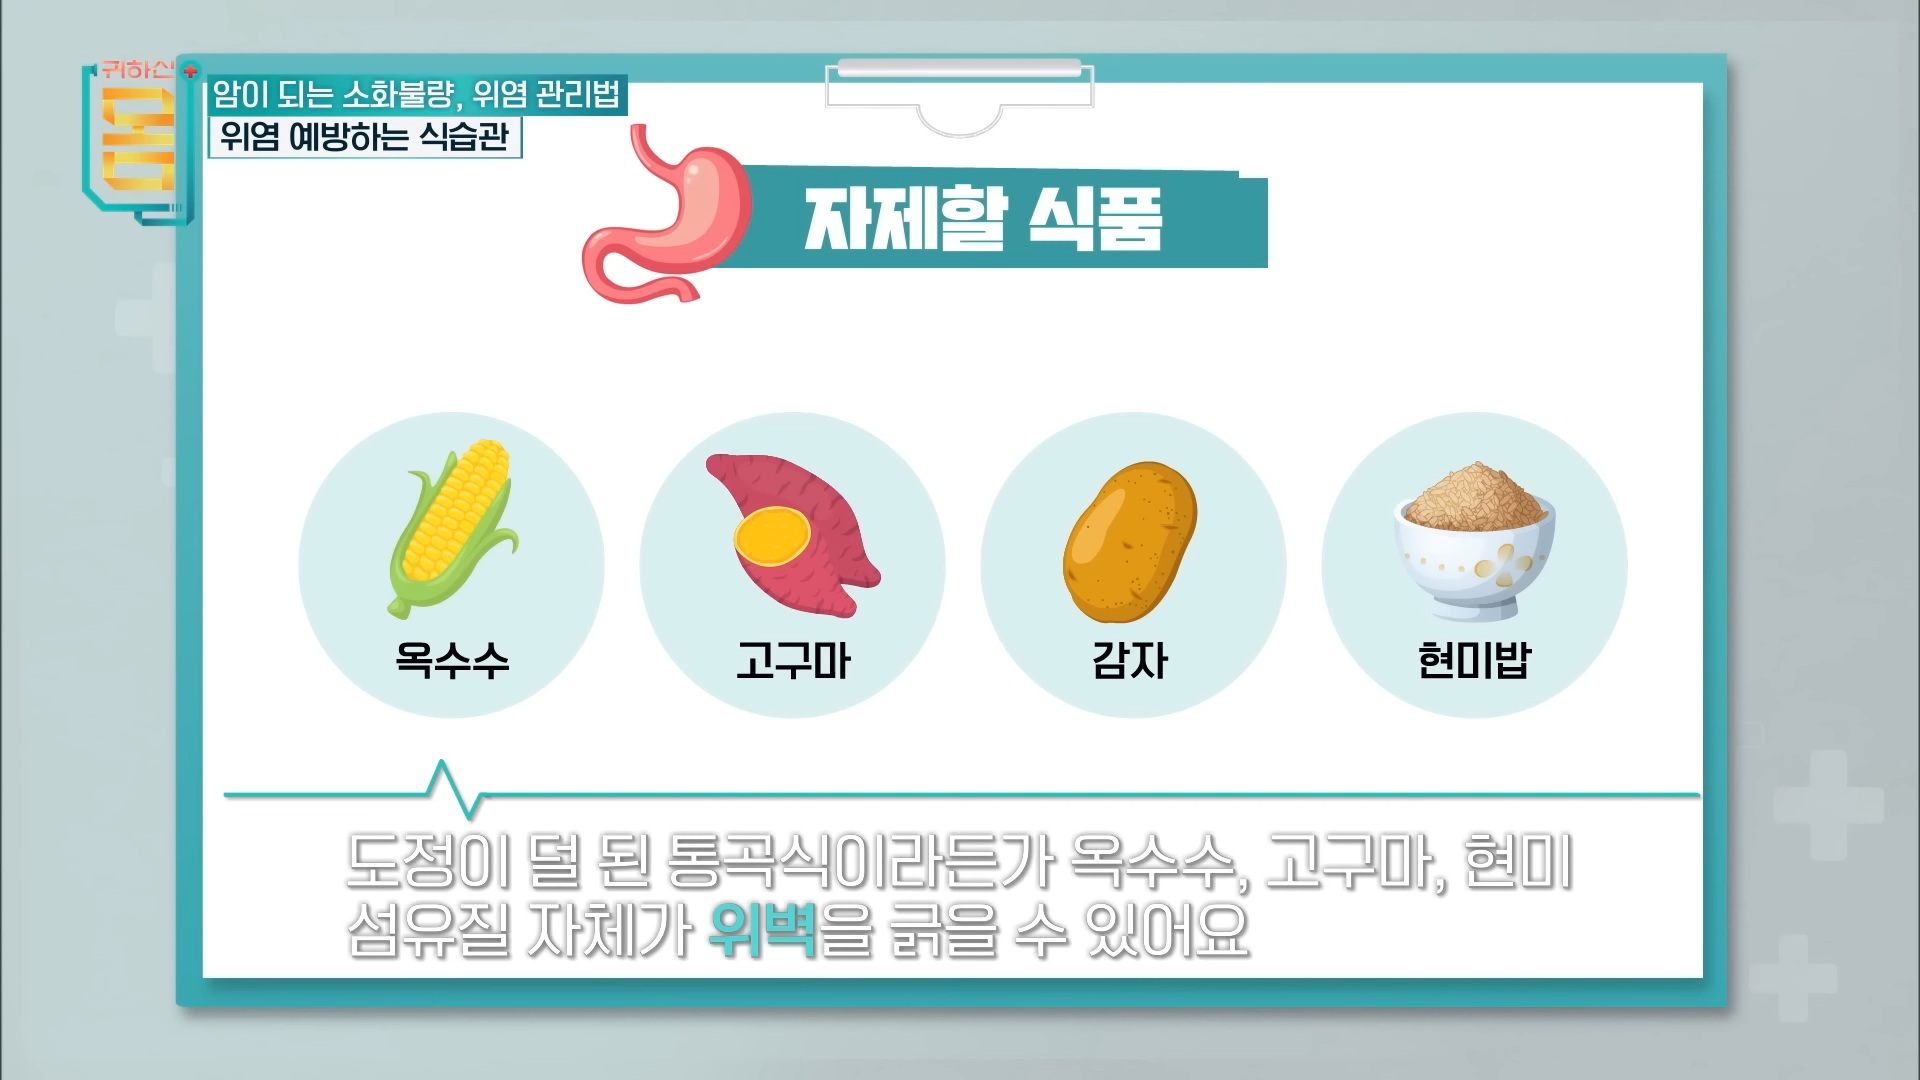 귀하신
몸
암이 되는 소화불량, 위염 관리법
위염 예방하는 식습관
자제할 식품
옥수수
고구마
감자
현미밥
도정이 덜 된 통곡식이라든가 옥수수, 고구마, 현미
섬유질 자체가 위벽을 긁을 수 있어요